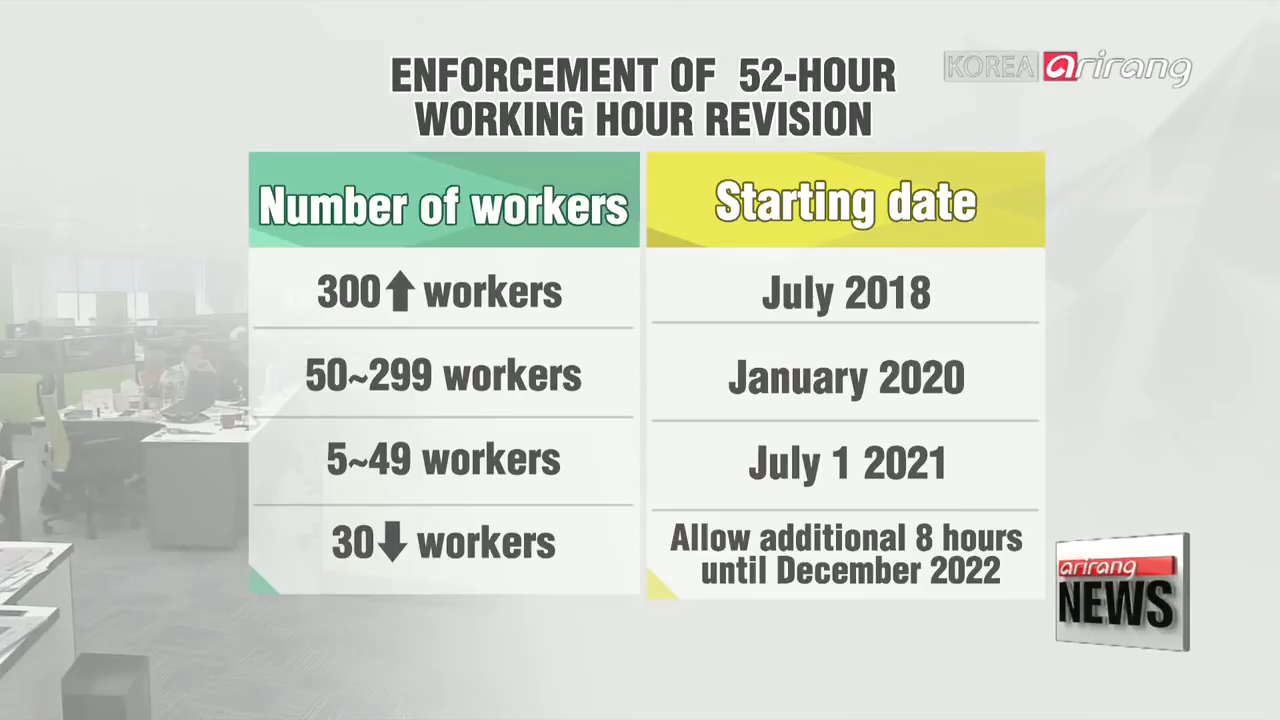 ENFORCEMENT OF 52-HOUR
WORKING HOUR REVISION
KOREA arirang
Number of workers
Starting date
300⬆workers
July 2018
50~299 workers
January 2020
5~49 workers
July 1 2021
30⬇workers
Allow additional 8 hours
until December 2022
arirang
NEWS